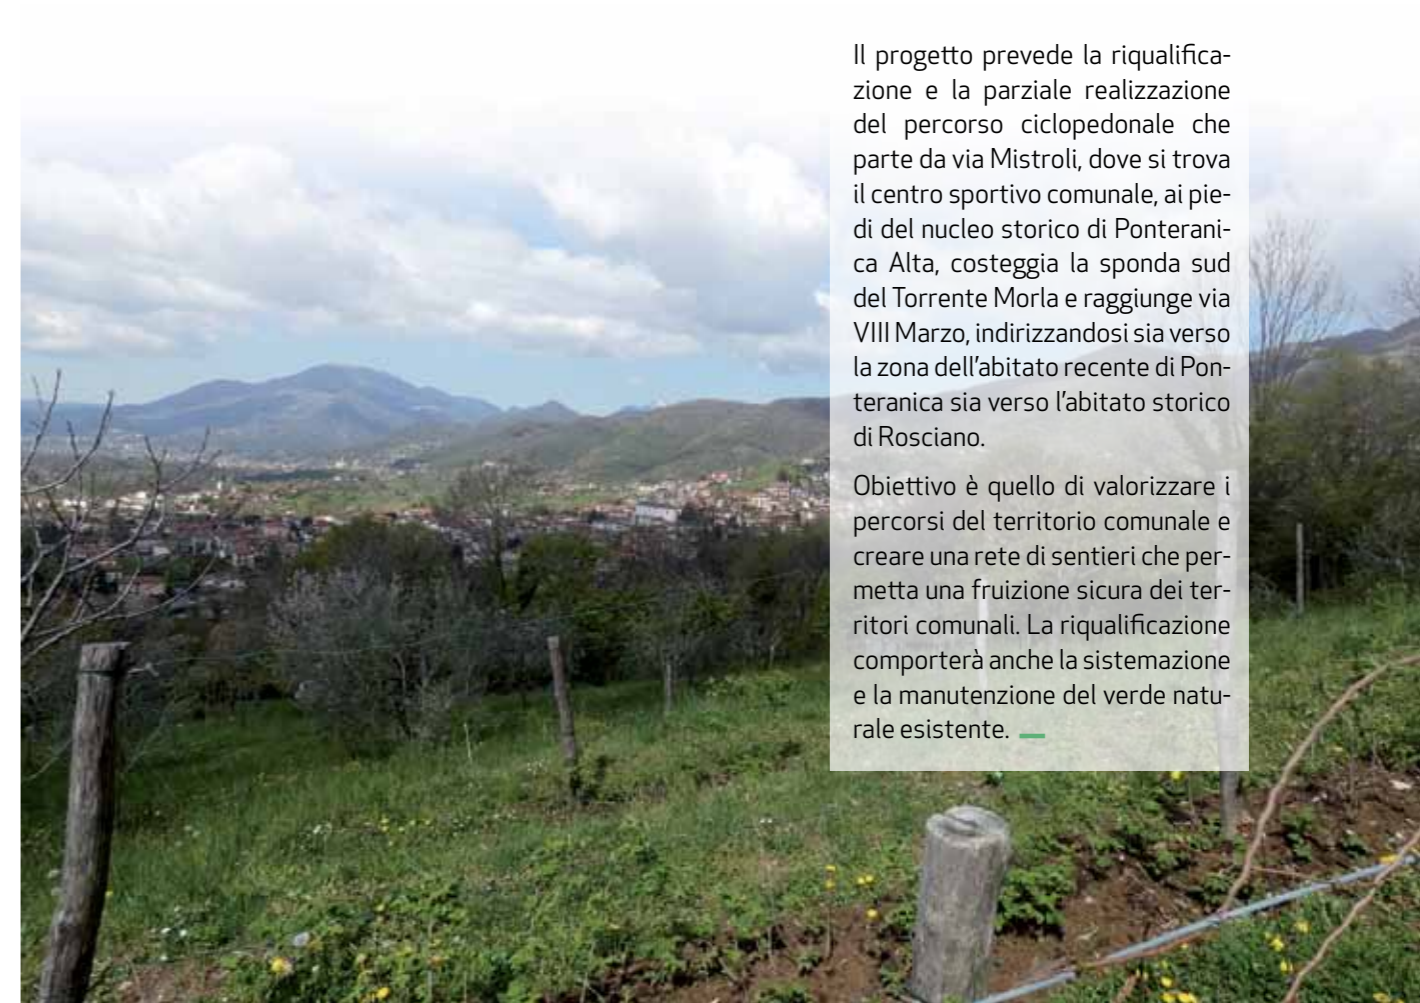 Il progetto prevede la riqualifica-
zione e la parziale realizzazione
del percorso ciclopedonale che
parte da via Mistroli, dove si trova
il centro sportivo comunale, ai pie-
di del nucleo storico di Ponterani-
ca Alta, costeggia la sponda sud
del Torrente Morla e raggiunge via
VIII Marzo, indirizzandosi sia verso
la zona dell'abitato recente di Pon-
teranica sia verso l'abitato storico
di Rosciano.
Obiettivo è quello di valorizzare i
percorsi del territorio comunale e
creare una rete di sentieri che per-
metta una fruizione sicura dei ter-
ritori comunali. La riqualificazione
comporterà anche la sistemazione
e la manutenzione del verde natu-
rale esistente.